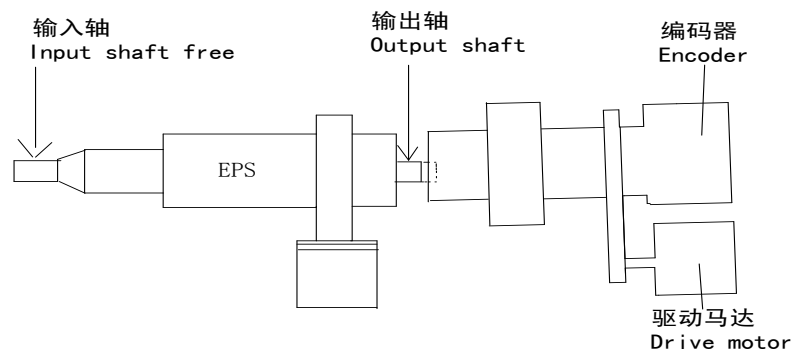 输入轴
Input shaft free
输出轴
Output shaft
编码器
Encoder
EPS
驱动马达
Drive motor